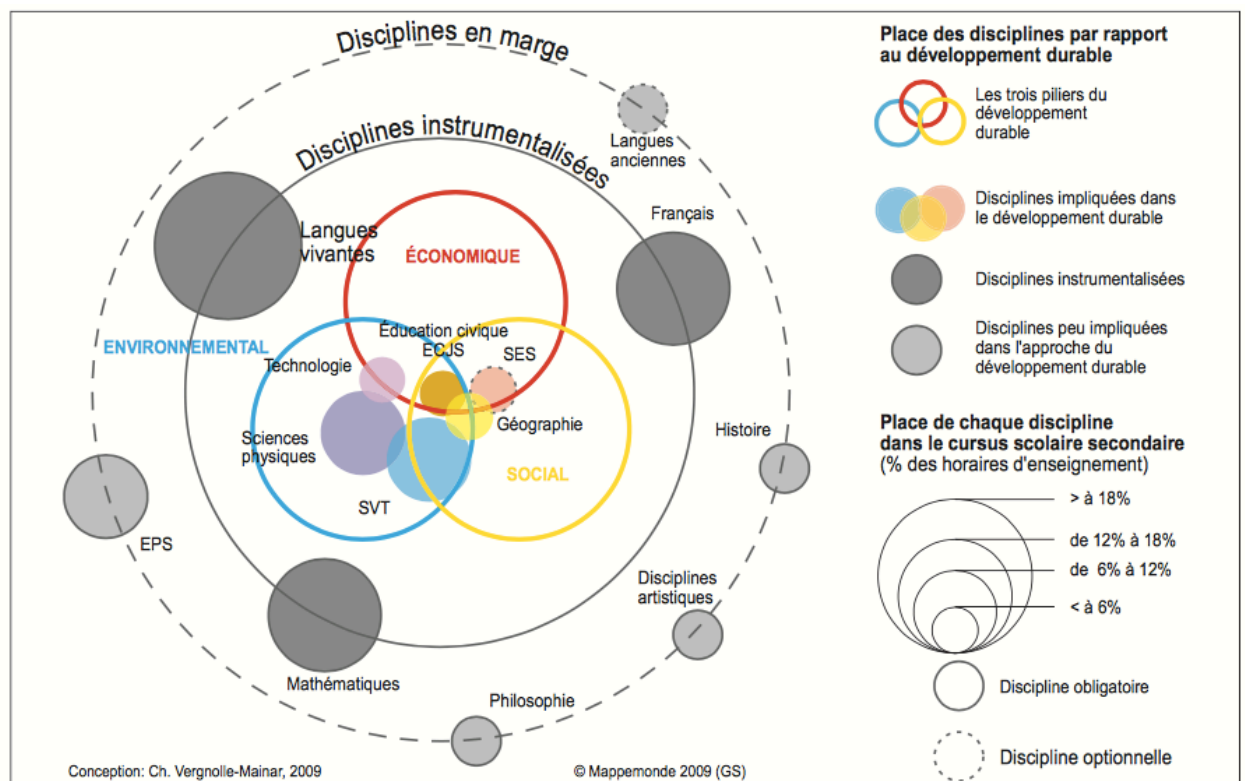 Disciplines en marge
Disciplines instrumentalisées
Langues
anciennes
Français
Langues
vivantes
ÉCONOMIQUE
ENVIRONNEMENTAL
Éducation civique
ECJS
SES
Technologie
Géographie
Sciences
physiques
SOCIAL
SVT
Histoire
EPS
Disciplines
artistiques
Mathématiques
Philosophie
Conception: Ch. Vergnolle-Mainar, 2009
© Mappemonde 2009 (GS)
Place des disciplines par rapport
au développement durable
Les trois piliers du
développement
durable
Disciplines impliquées dans
le développement durable
Disciplines instrumentalisées
Disciplines peu impliquées
dans l'approche du
développement durable
Place de chaque discipline
dans le cursus scolaire secondaire
(% des horaires d'enseignement)
> à 18%
de 12% à 18%
de 6% à 12%
< à 6%
Discipline obligatoire
Discipline optionnelle